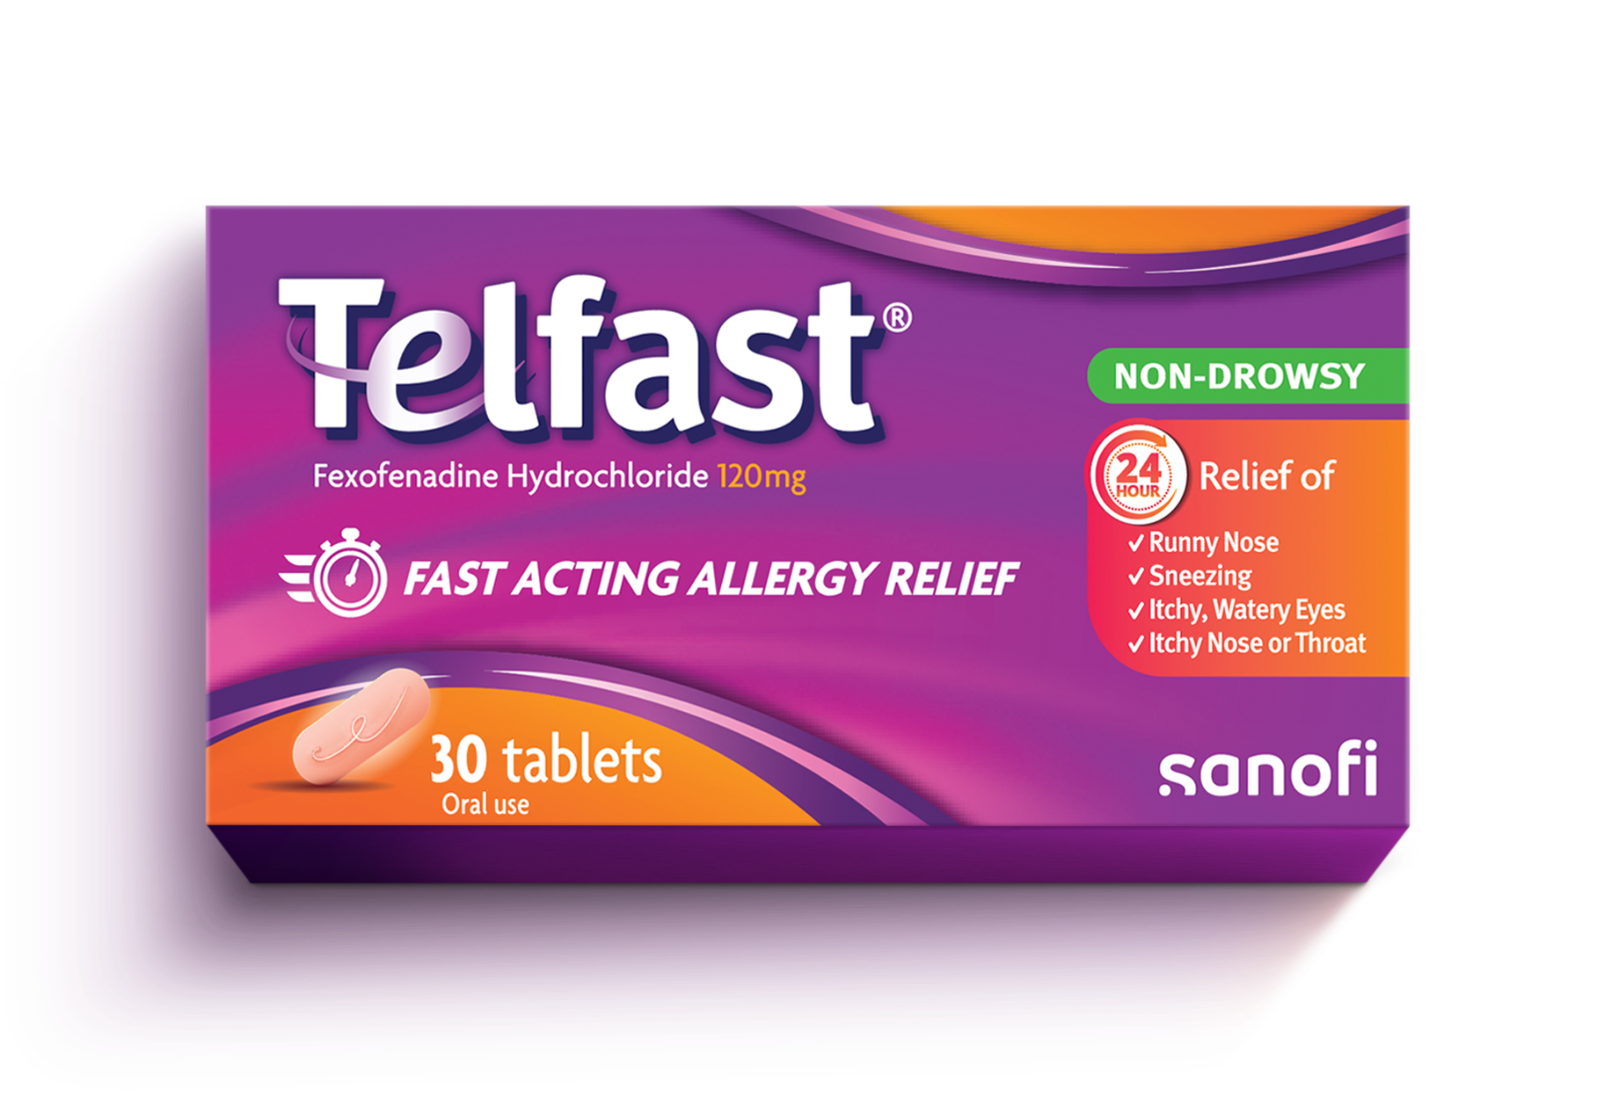 Telfast®
Fexofenadine Hydrochloride 120mg
FAST ACTING ALLERGY RELIEF
NON-DROWSY
24 HOUR
Relief of
✓ Runny Nose
✓ Sneezing
✓ Itchy, Watery Eyes
✓ Itchy Nose or Throat
30 tablets
Oral use
sanofi